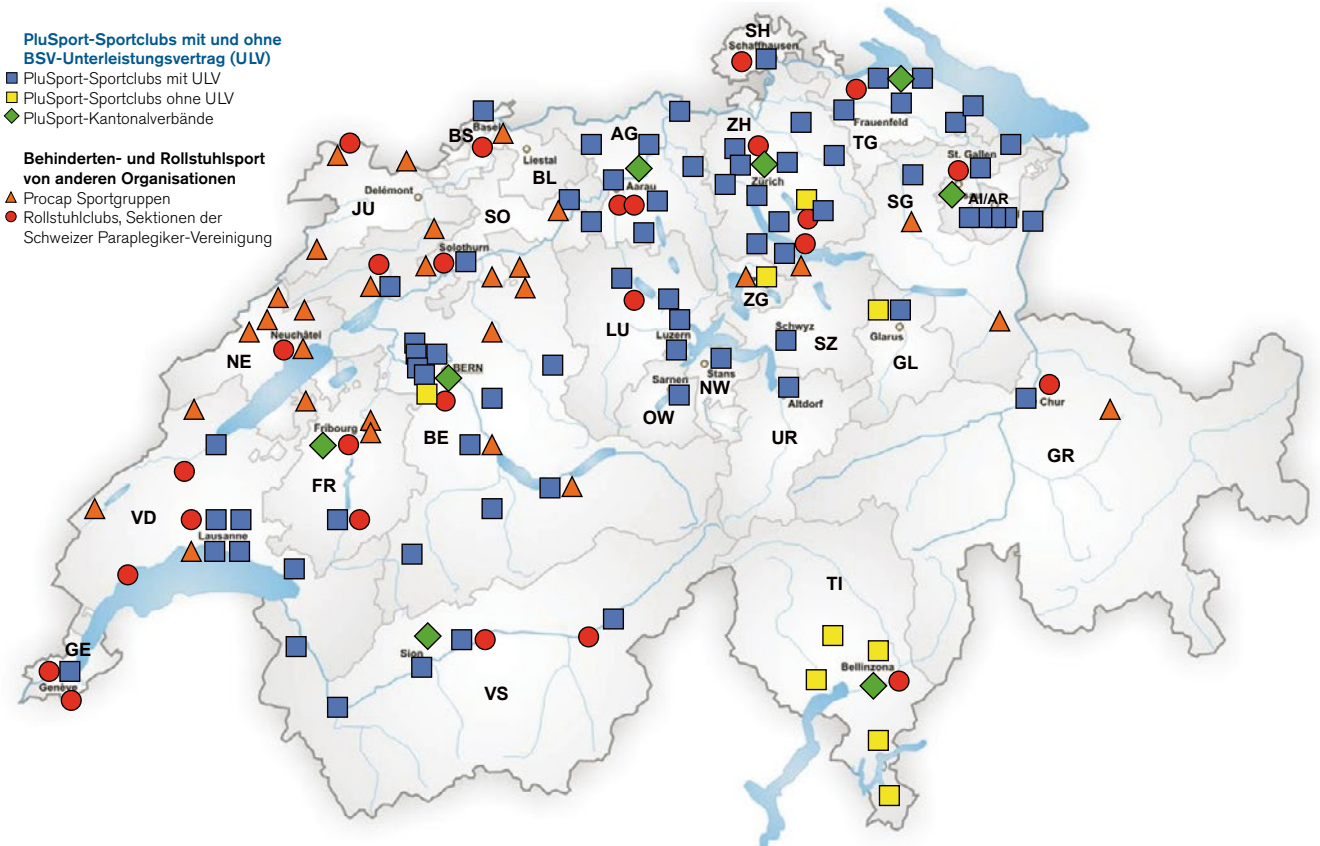 PluSport-Sportclubs mit und ohne
BSV-Unterleistungsvertrag (ULV)
PluSport-Sportclubs mit ULV
PluSport-Sportclubs ohne ULV
PluSport-Kantonalverbände
Behinderten- und Rollstuhlsport
von anderen Organisationen
Procap Sportgruppen
Rollstuhlclubs, Sektionen der
Schweizer Paraplegiker-Vereinigung
SH
Schaffhausen
BS
Basel
AG
ZH
Frauenfeld
TG
Liestal
BL
St. Gallen
Zürich
Aarau
Delémont
JU
SO
SG
AI/AR
Solothurn
ZG
LU
Luzern
Schwyz
SZ
Glarus
GL
Neuchâtel
NE
BERN
Stans
NW
Sarnen
OW
Altdorf
Chur
Fribourg
BE
UR
GR
FR
VD
Lausanne
TI
GE
Genève
Sion
VS
Bellinzona